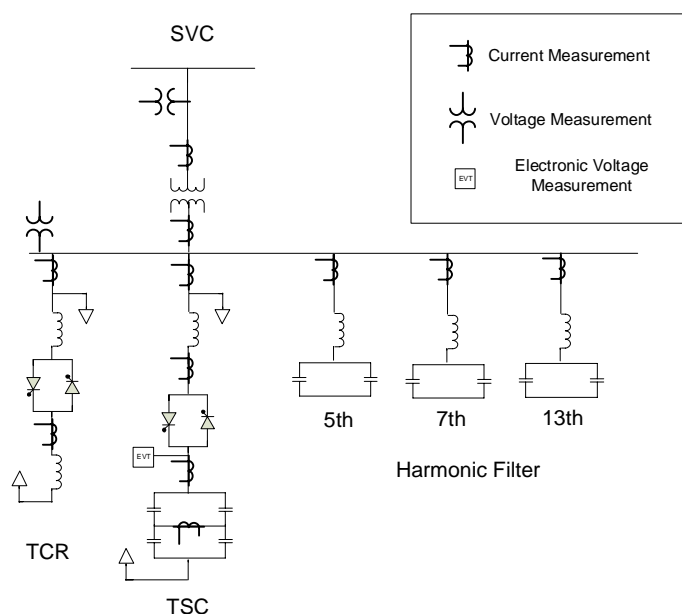 SVC
Current Measurement
Voltage Measurement
EVT
Electronic Voltage
Measurement
5th
7th
13th
EVT
Harmonic Filter
TCR
TSC